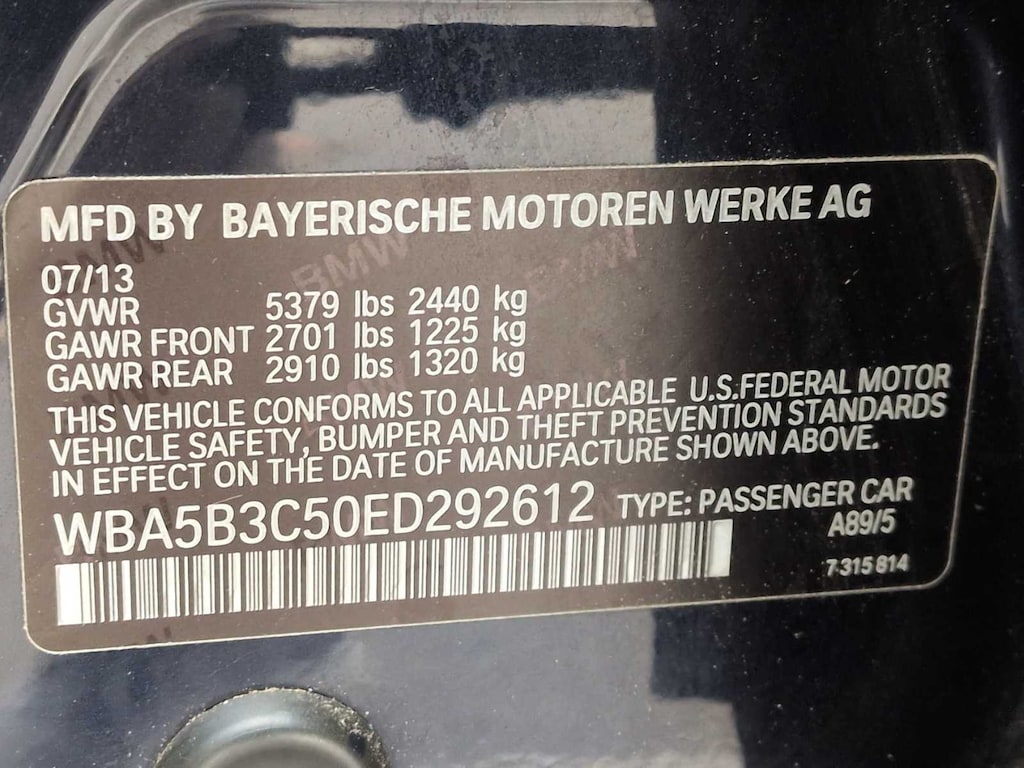 MFD BY BAYERISCHE MOTOREN WERKE AG
07/13
GVWR 5379 lbs 2440 kg
GAWR FRONT 2701 lbs 1225 kg
GAWR REAR 2910 lbs 1320 kg
THIS VEHICLE CONFORMS TO ALL APPLICABLE U.S.FEDERAL MOTOR
VEHICLE SAFETY, BUMPER AND THEFT PREVENTION STANDARDS
IN EFFECT ON THE DATE OF MANUFACTURE SHOWN ABOVE.
WBA5B3C50ED292612 TYPE: PASSENGER CAR
A89/5
7 315 814